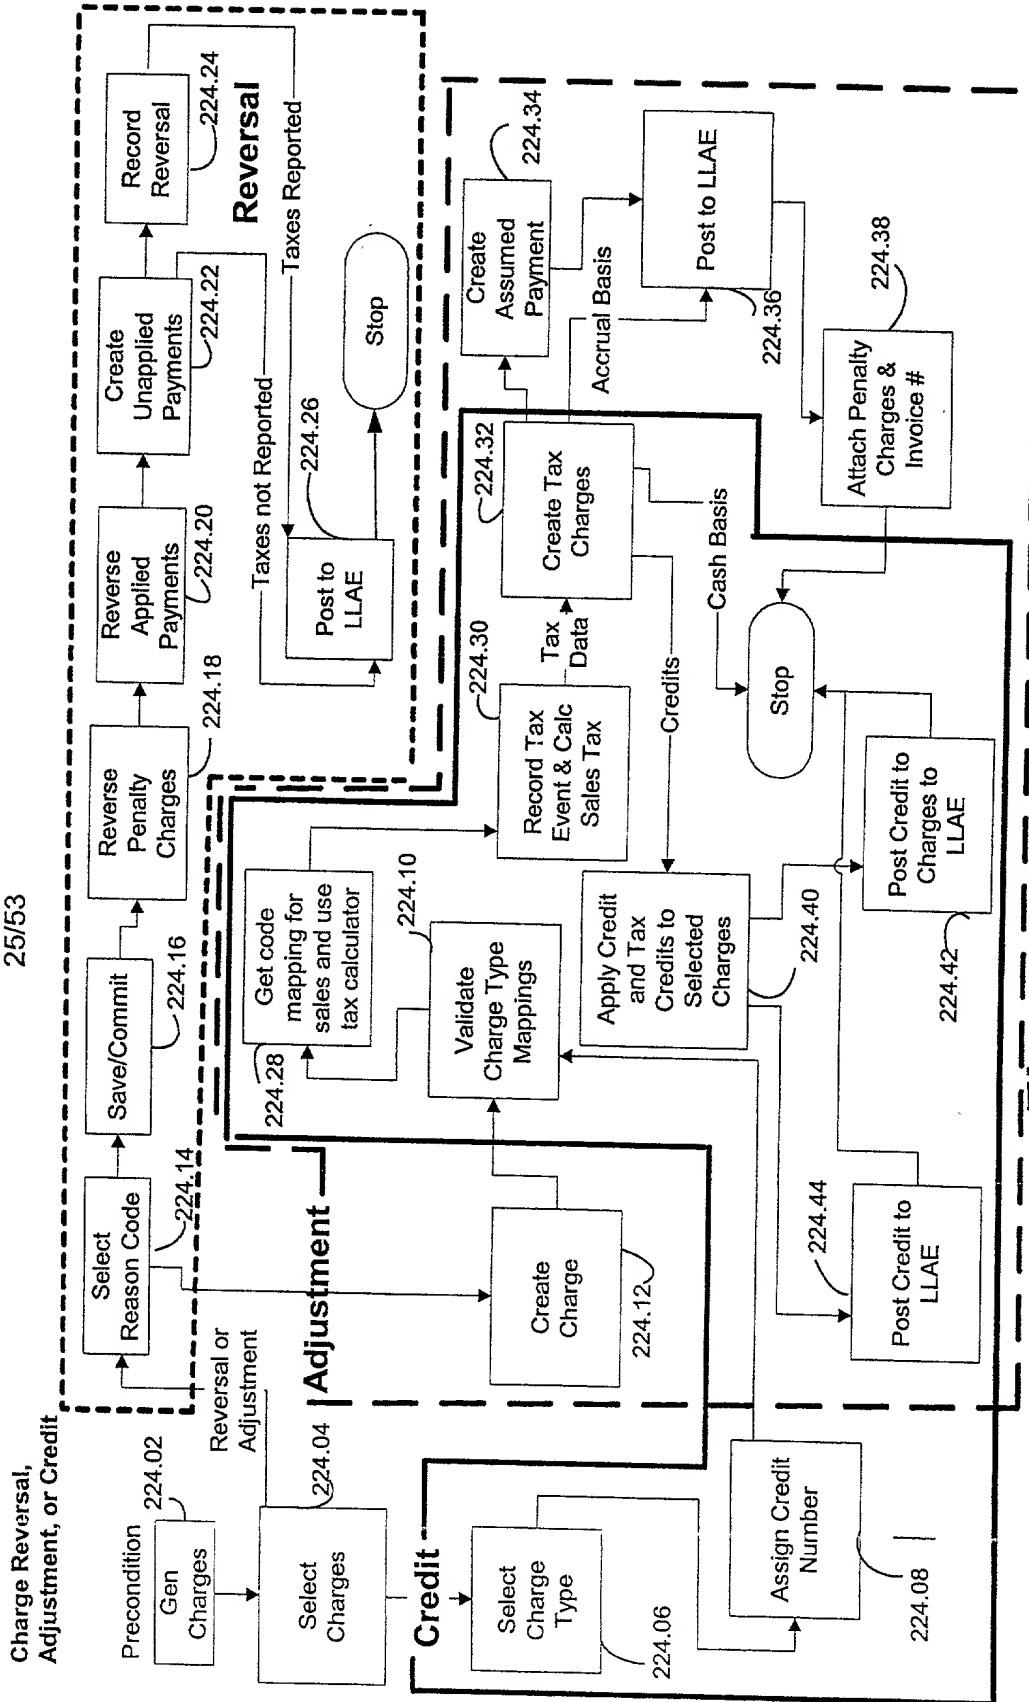 25/53
Charge Reversal,
Adjustment, or Credit
Precondition
224.02
Gen
Charges
Select
Charges
224.04
Reversal or
Adjustment
Select
Reason Code
224.14
Save/Commit
224.16
Reverse
Penalty
Charges
224.18
Reverse
Applied
Payments
224.20
Create
Unapplied
Payments
224.22
Record
Reversal
224.24
Reversal
Taxes not Reported
Taxes Reported
Post to
LLAE
224.26
Stop
Adjustment
Create
Charge
224.12
Get code
mapping for
sales and use
tax calculator
224.28
Validate
Charge Type
Mappings
224.10
Record Tax
Event & Calc
Sales Tax
224.30
Tax
Data
Create Tax
Charges
224.32
Create
Assumed
Payment
224.34
Accrual Basis
Post to LLAE
224.36
Attach Penalty
Charges &
Invoice #
224.38
Cash Basis
Credits
Stop
Apply Credit
and Tax
Credits to
Selected
Charges
224.40
Post Credit to
Charges to
LLAE
224.42
Post Credit to
LLAE
224.44
Credit
Select
Charge
Type
224.06
Assign Credit
Number
224.08